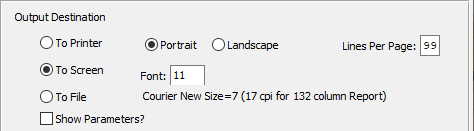 Output Destination
To Printer Portrait Landscape Lines Per Page: 99
To Screen Font: 11
To File Courier New Size=7 (17 cpi for 132 column Report)
Show Parameters?